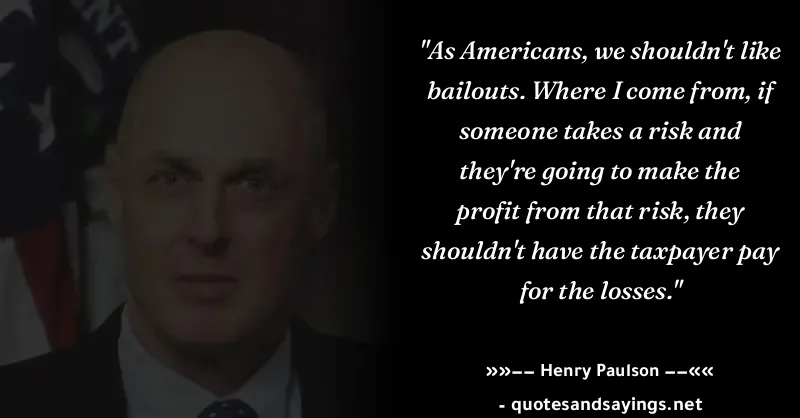 "As Americans, we shouldn't like
bailouts. Where I come from, if
someone takes a risk and
they're going to make the
profit from that risk, they
shouldn't have the taxpayer pay
for the losses."
»»–– Henry Paulson ––««
- quotesandsayings.net